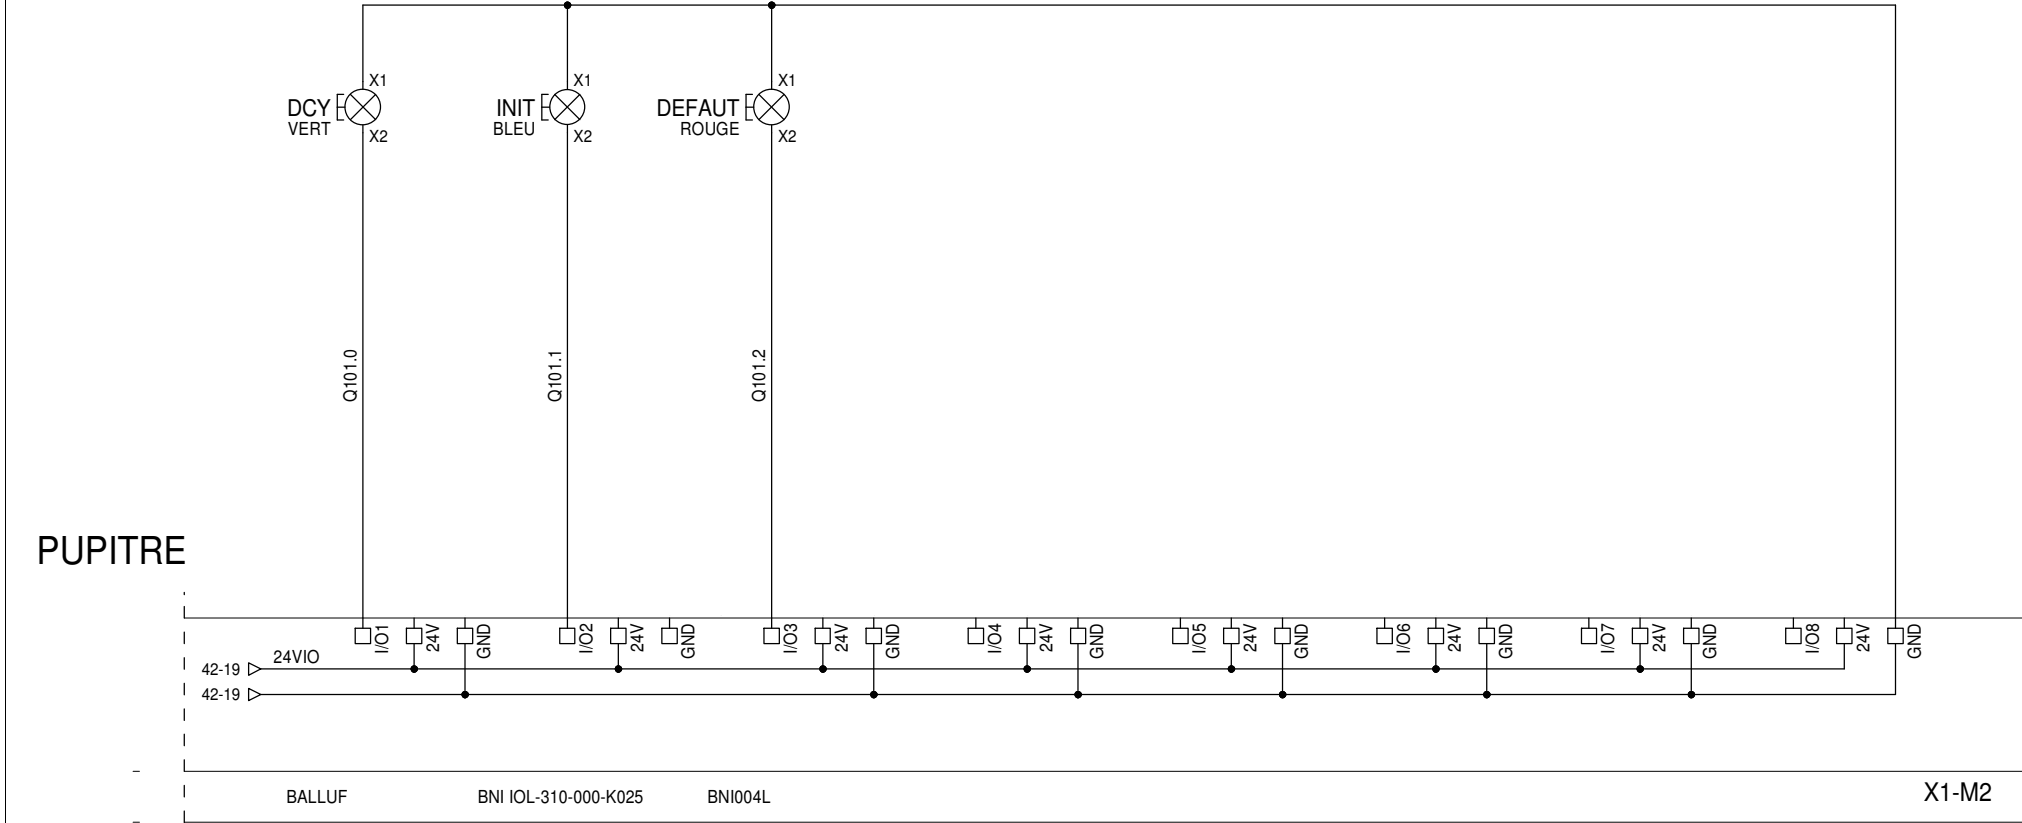 X1
X1
X1
DCY
INIT
DEFAUT
VERT
BLEU
ROUGE
X2
X2
X2
Q101.0
Q101.1
Q101.2
PUPITRE
I/O1 24V GND I/O2 24V GND I/O3 24V GND I/O4 24V GND I/O5 24V GND I/O6 24V GND I/O7 24V GND I/O8 24V GND
24VIO
42-19
42-19
BALLUF BNI IOL-310-000-K025 BNI004L X1-M2